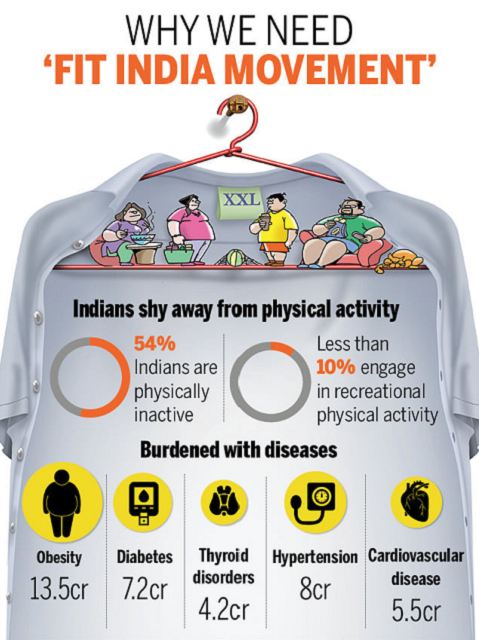 WHY WE NEED
‘FIT INDIA MOVEMENT’
XXL
Indians shy away from physical activity
54%
Indians are
physically
inactive
Less than
10% engage
in recreational
physical activity
Burdened with diseases
Obesity
13.5cr
Diabetes
7.2cr
Thyroid
disorders
4.2cr
Hypertension
8cr
Cardiovascular
disease
5.5cr